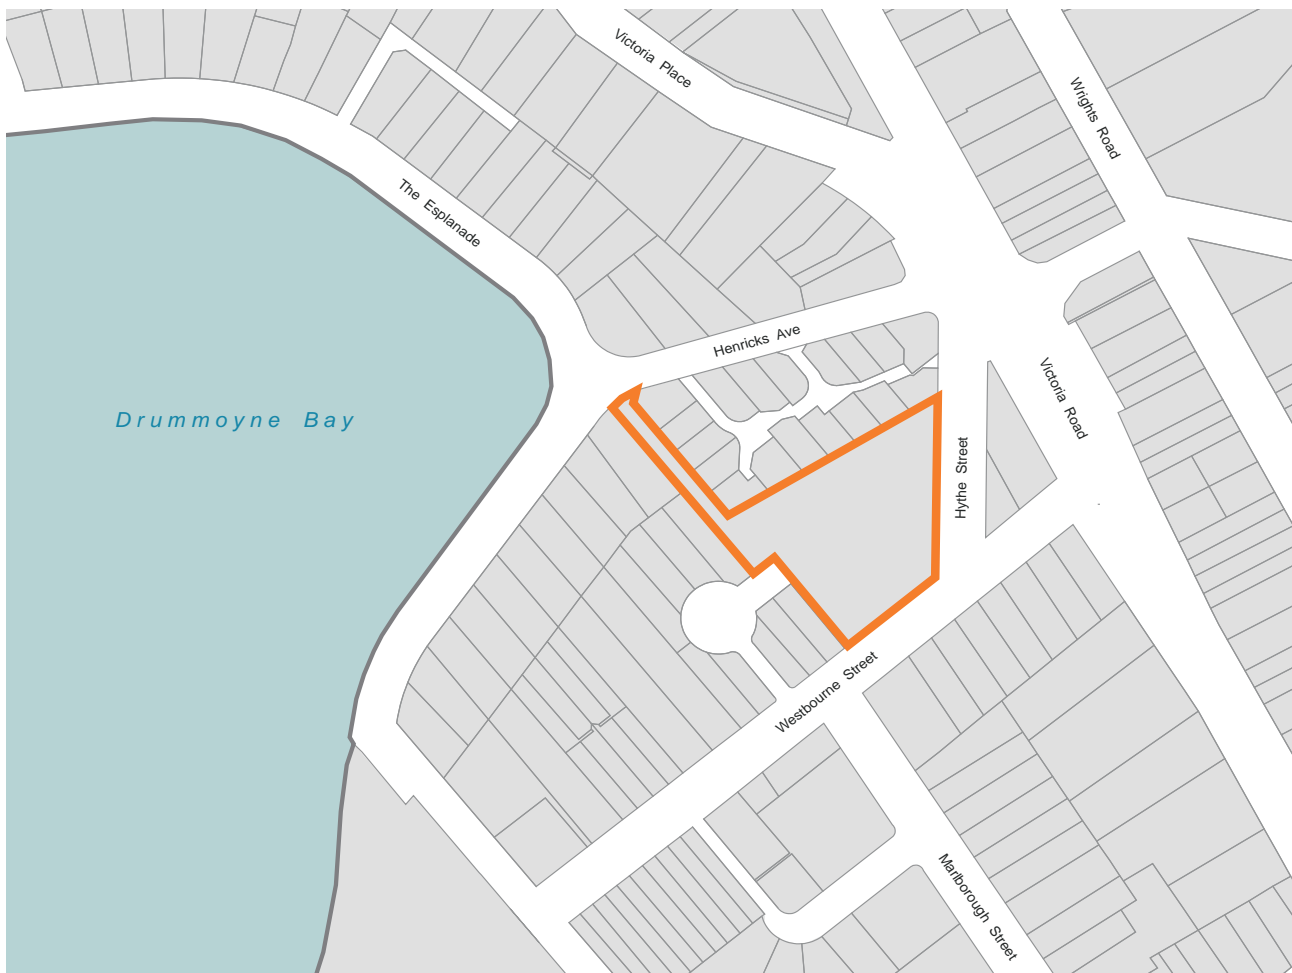 Victoria Place
Wrights Road
The Esplanade
Henricks Ave
Victoria Road
Drummoyne Bay
Hythe Street
Westbourne Street
Marlborough Street